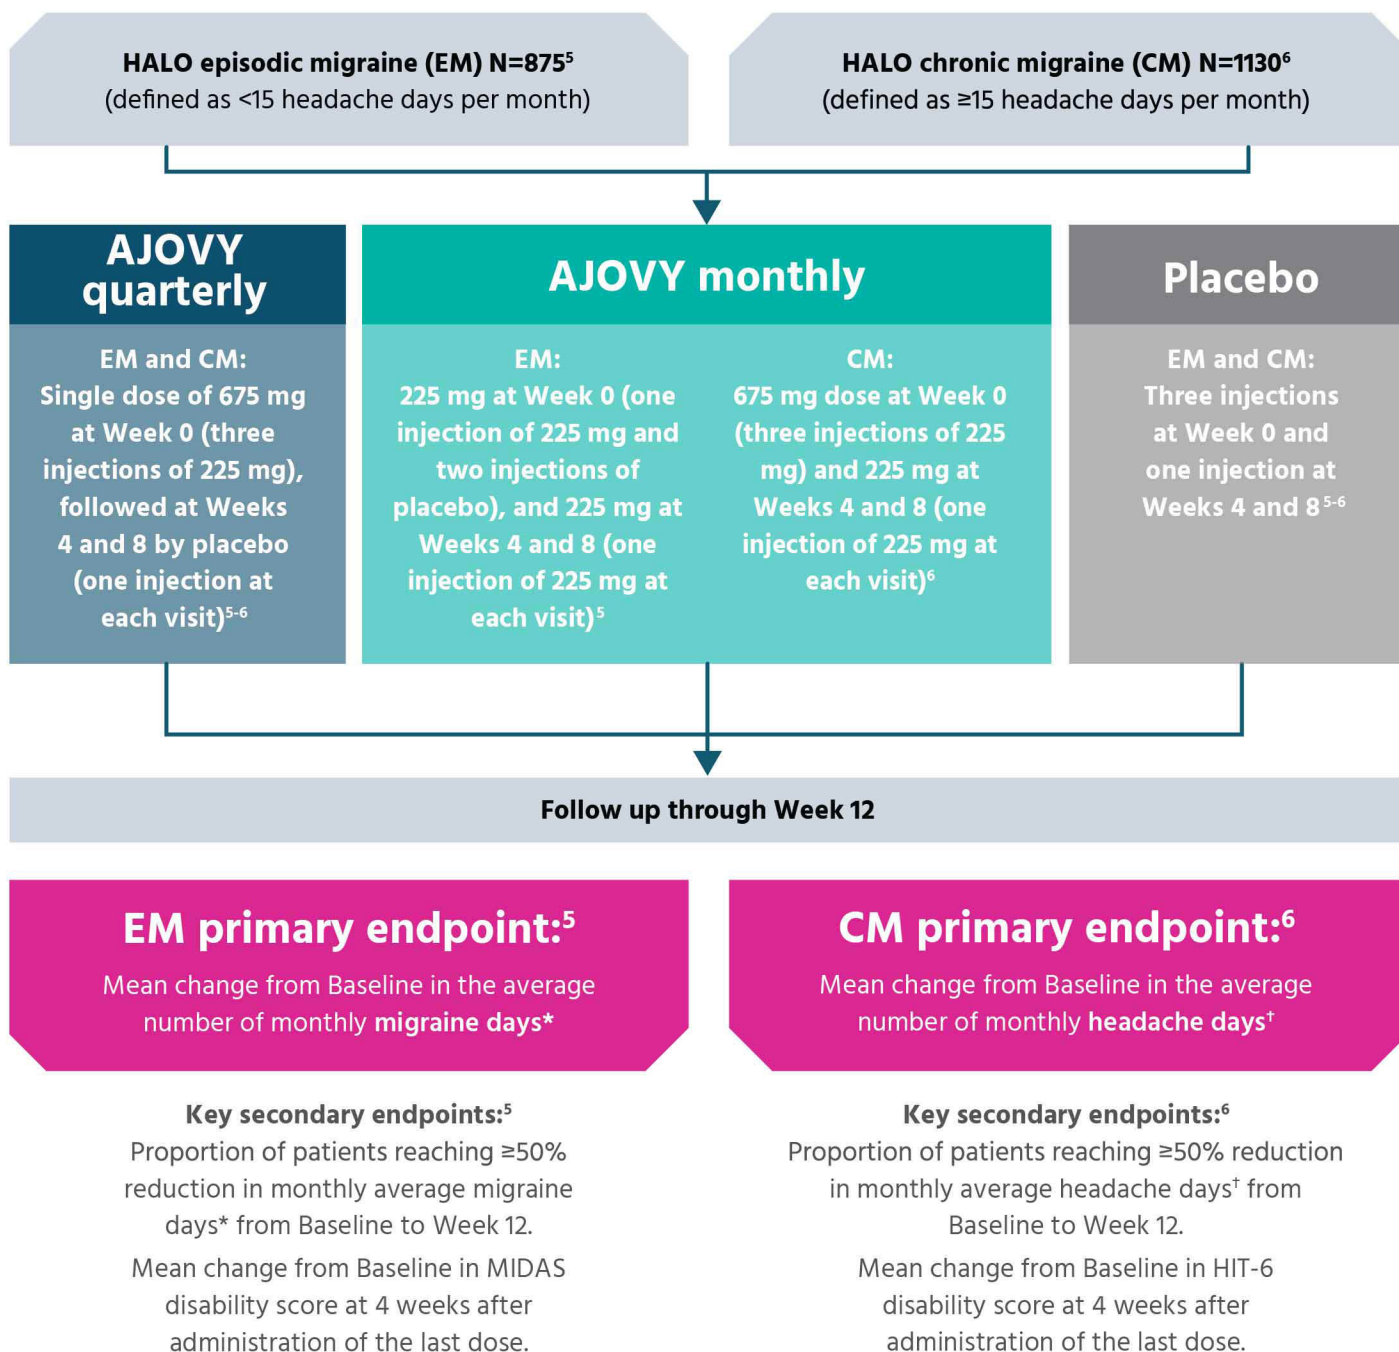 HALO episodic migraine (EM) N=875⁵
(defined as <15 headache days per month)
HALO chronic migraine (CM) N=1130⁶
(defined as ≥15 headache days per month)
AJOVY
quarterly
EM and CM:
Single dose of 675 mg
at Week 0 (three
injections of 225 mg),
followed at Weeks
4 and 8 by placebo
(one injection at
each visit)⁵⁻⁶
AJOVY monthly
EM:
225 mg at Week 0 (one
injection of 225 mg and
two injections of
placebo), and 225 mg at
Weeks 4 and 8 (one
injection of 225 mg at
each visit)⁵
CM:
675 mg dose at Week 0
(three injections of 225
mg) and 225 mg at
Weeks 4 and 8 (one
injection of 225 mg at
each visit)⁶
Placebo
EM and CM:
Three injections
at Week 0 and
one injection at
Weeks 4 and 8⁵⁻⁶
Follow up through Week 12
EM primary endpoint:⁵
Mean change from Baseline in the average
number of monthly migraine days*
Key secondary endpoints:⁵
Proportion of patients reaching ≥50%
reduction in monthly average migraine
days* from Baseline to Week 12.
Mean change from Baseline in MIDAS
disability score at 4 weeks after
administration of the last dose.
CM primary endpoint:⁶
Mean change from Baseline in the average
number of monthly headache days†
Key secondary endpoints:⁶
Proportion of patients reaching ≥50% reduction
in monthly average headache days† from
Baseline to Week 12.
Mean change from Baseline in HIT-6
disability score at 4 weeks after
administration of the last dose.